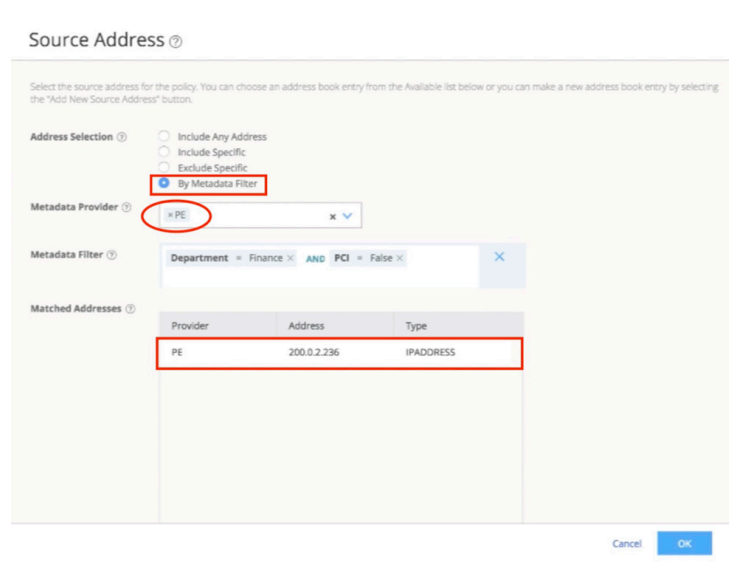 Source Address ?
Select the source address for the policy. You can choose an address book entry from the Available list below or you can make a new address book entry by selecting
the "Add New Source Address" button.
Address Selection ?
Include Any Address
Include Specific
Exclude Specific
By Metadata Filter
Metadata Provider ?
× PE × 
Metadata Filter ?
Department = Finance × AND PCI = False × ×
Matched Addresses ?
Provider Address Type
PE 200.0.2.236 IPADDRESS
Cancel OK